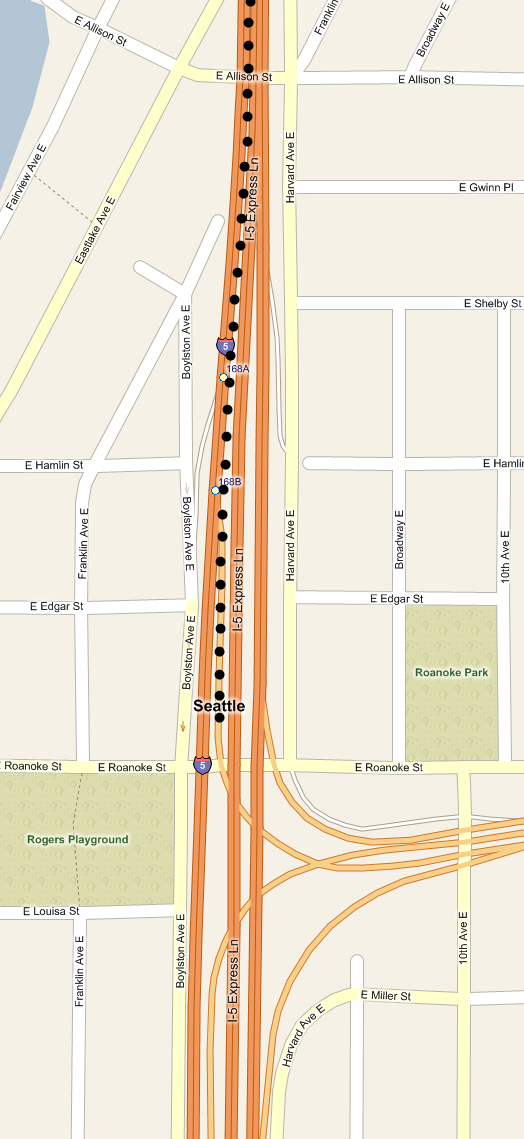 E Allison St
Franklin
Broadway E
E Allison St
E Allison St
Fairview Ave E
Harvard Ave E
I-5 Express Ln
E Gwinn Pl
Eastlake Ave E
E Shelby St
Boylston Ave E
5
168A
E Hamlin St
E Hamlin
168B
Boylston Ave E
Franklin Ave E
Harvard Ave E
Broadway E
10th Ave E
I-5 Express Ln
E Edgar St
E Edgar St
Boylston Ave E
Roanoke Park
Seattle
E Roanoke St
E Roanoke St
5
E Roanoke St
Rogers Playground
E Louisa St
Franklin Ave E
Boylston Ave E
I-5 Express Ln
10th Ave E
E Miller St
Harvard Ave E